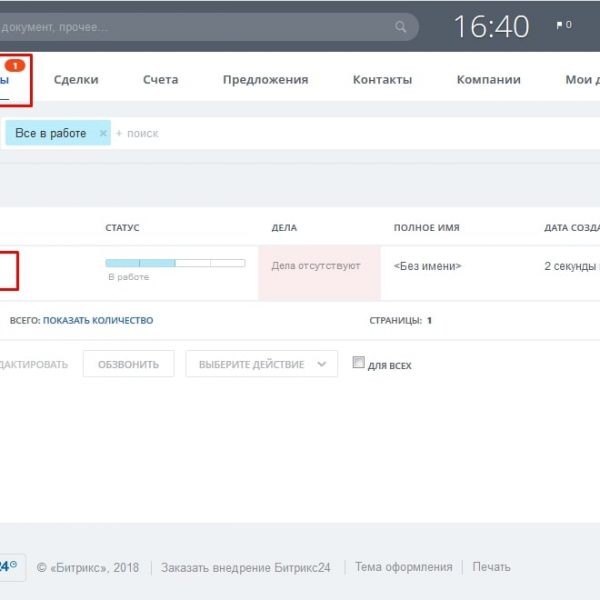 документ, прочее...
16:40
0
1
Сделки
Счета
Предложения
Контакты
Компании
Мои
Все в работе × + поиск
СТАТУС
ДЕЛА
ПОЛНОЕ ИМЯ
ДАТА СОЗДА
В работе
Дела отсутствуют
<Без имени>
2 секунды
ВСЕГО: ПОКАЗАТЬ КОЛИЧЕСТВО
СТРАНИЦЫ: 1
ДАКТИРОВАТЬ
ОБЗВОНИТЬ
ВЫБЕРИТЕ ДЕЙСТВИЕ
ДЛЯ ВСЕХ
24
© «Битрикс», 2018
Заказать внедрение Битрикс24
Тема оформления
Печать